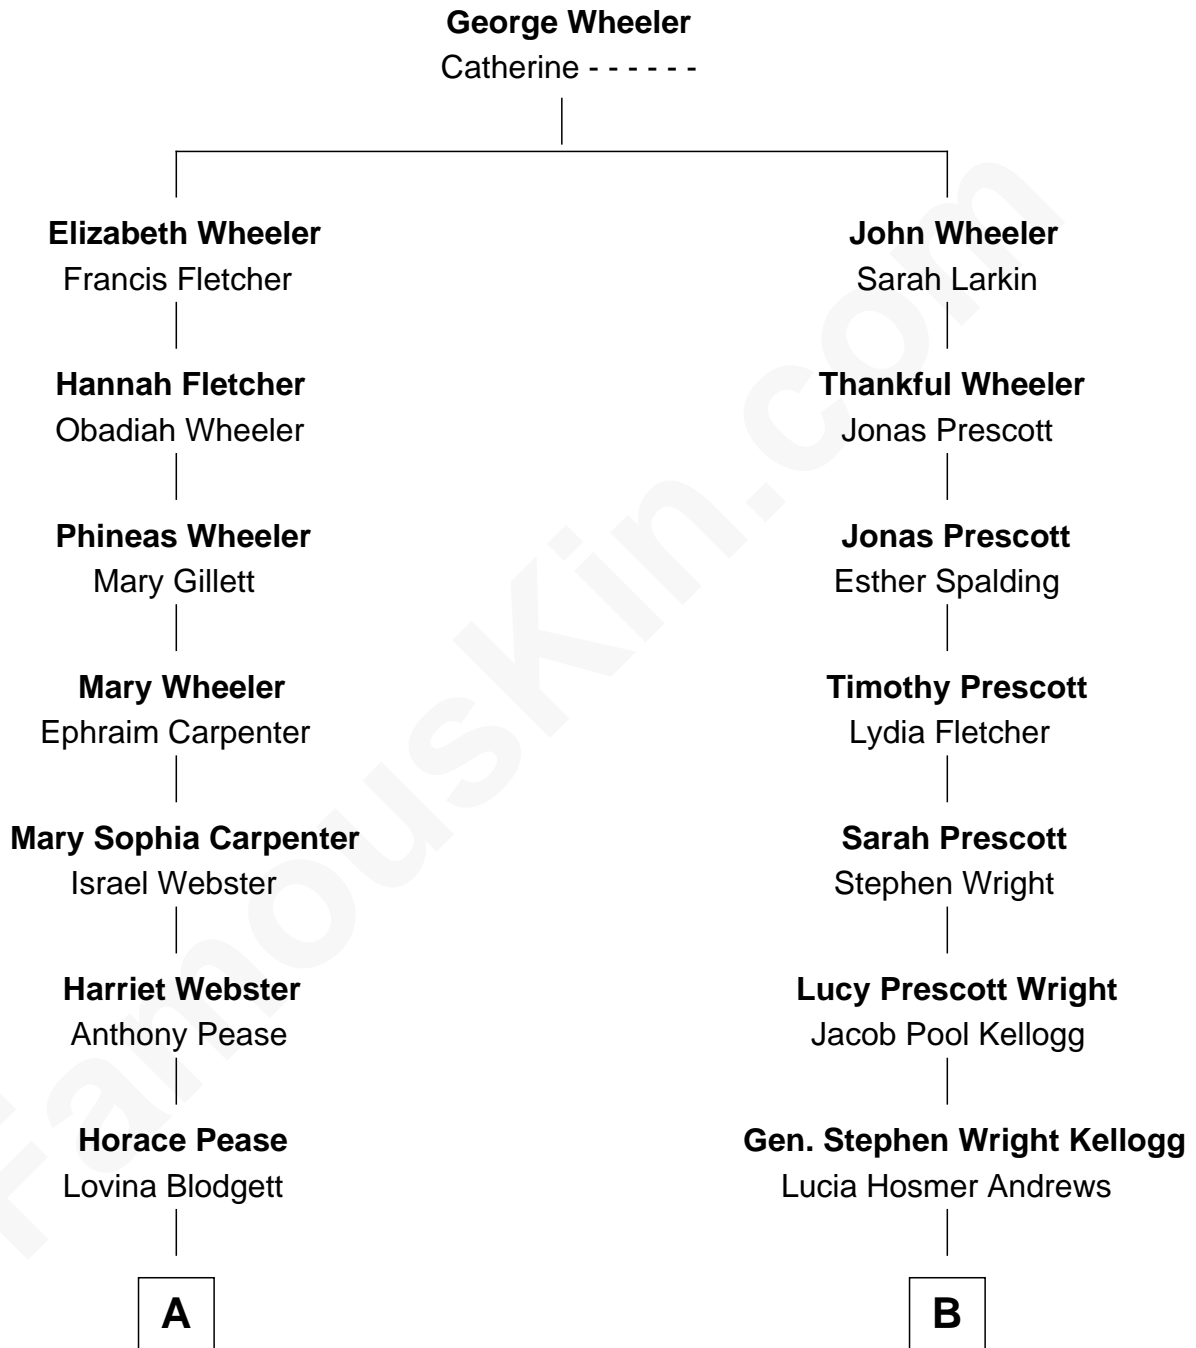 George Wheeler
Catherine - - - - - -
Elizabeth Wheeler
Francis Fletcher
John Wheeler
Sarah Larkin
Hannah Fletcher
Obadiah Wheeler
Thankful Wheeler
Jonas Prescott
Phineas Wheeler
Mary Gillett
Jonas Prescott
Esther Spalding
Mary Wheeler
Ephraim Carpenter
Timothy Prescott
Lydia Fletcher
Mary Sophia Carpenter
Israel Webster
Sarah Prescott
Stephen Wright
Harriet Webster
Anthony Pease
Lucy Prescott Wright
Jacob Pool Kellogg
Horace Pease
Lovina Blodgett
Gen. Stephen Wright Kellogg
Lucia Hosmer Andrews
A
B
FamousKin.com